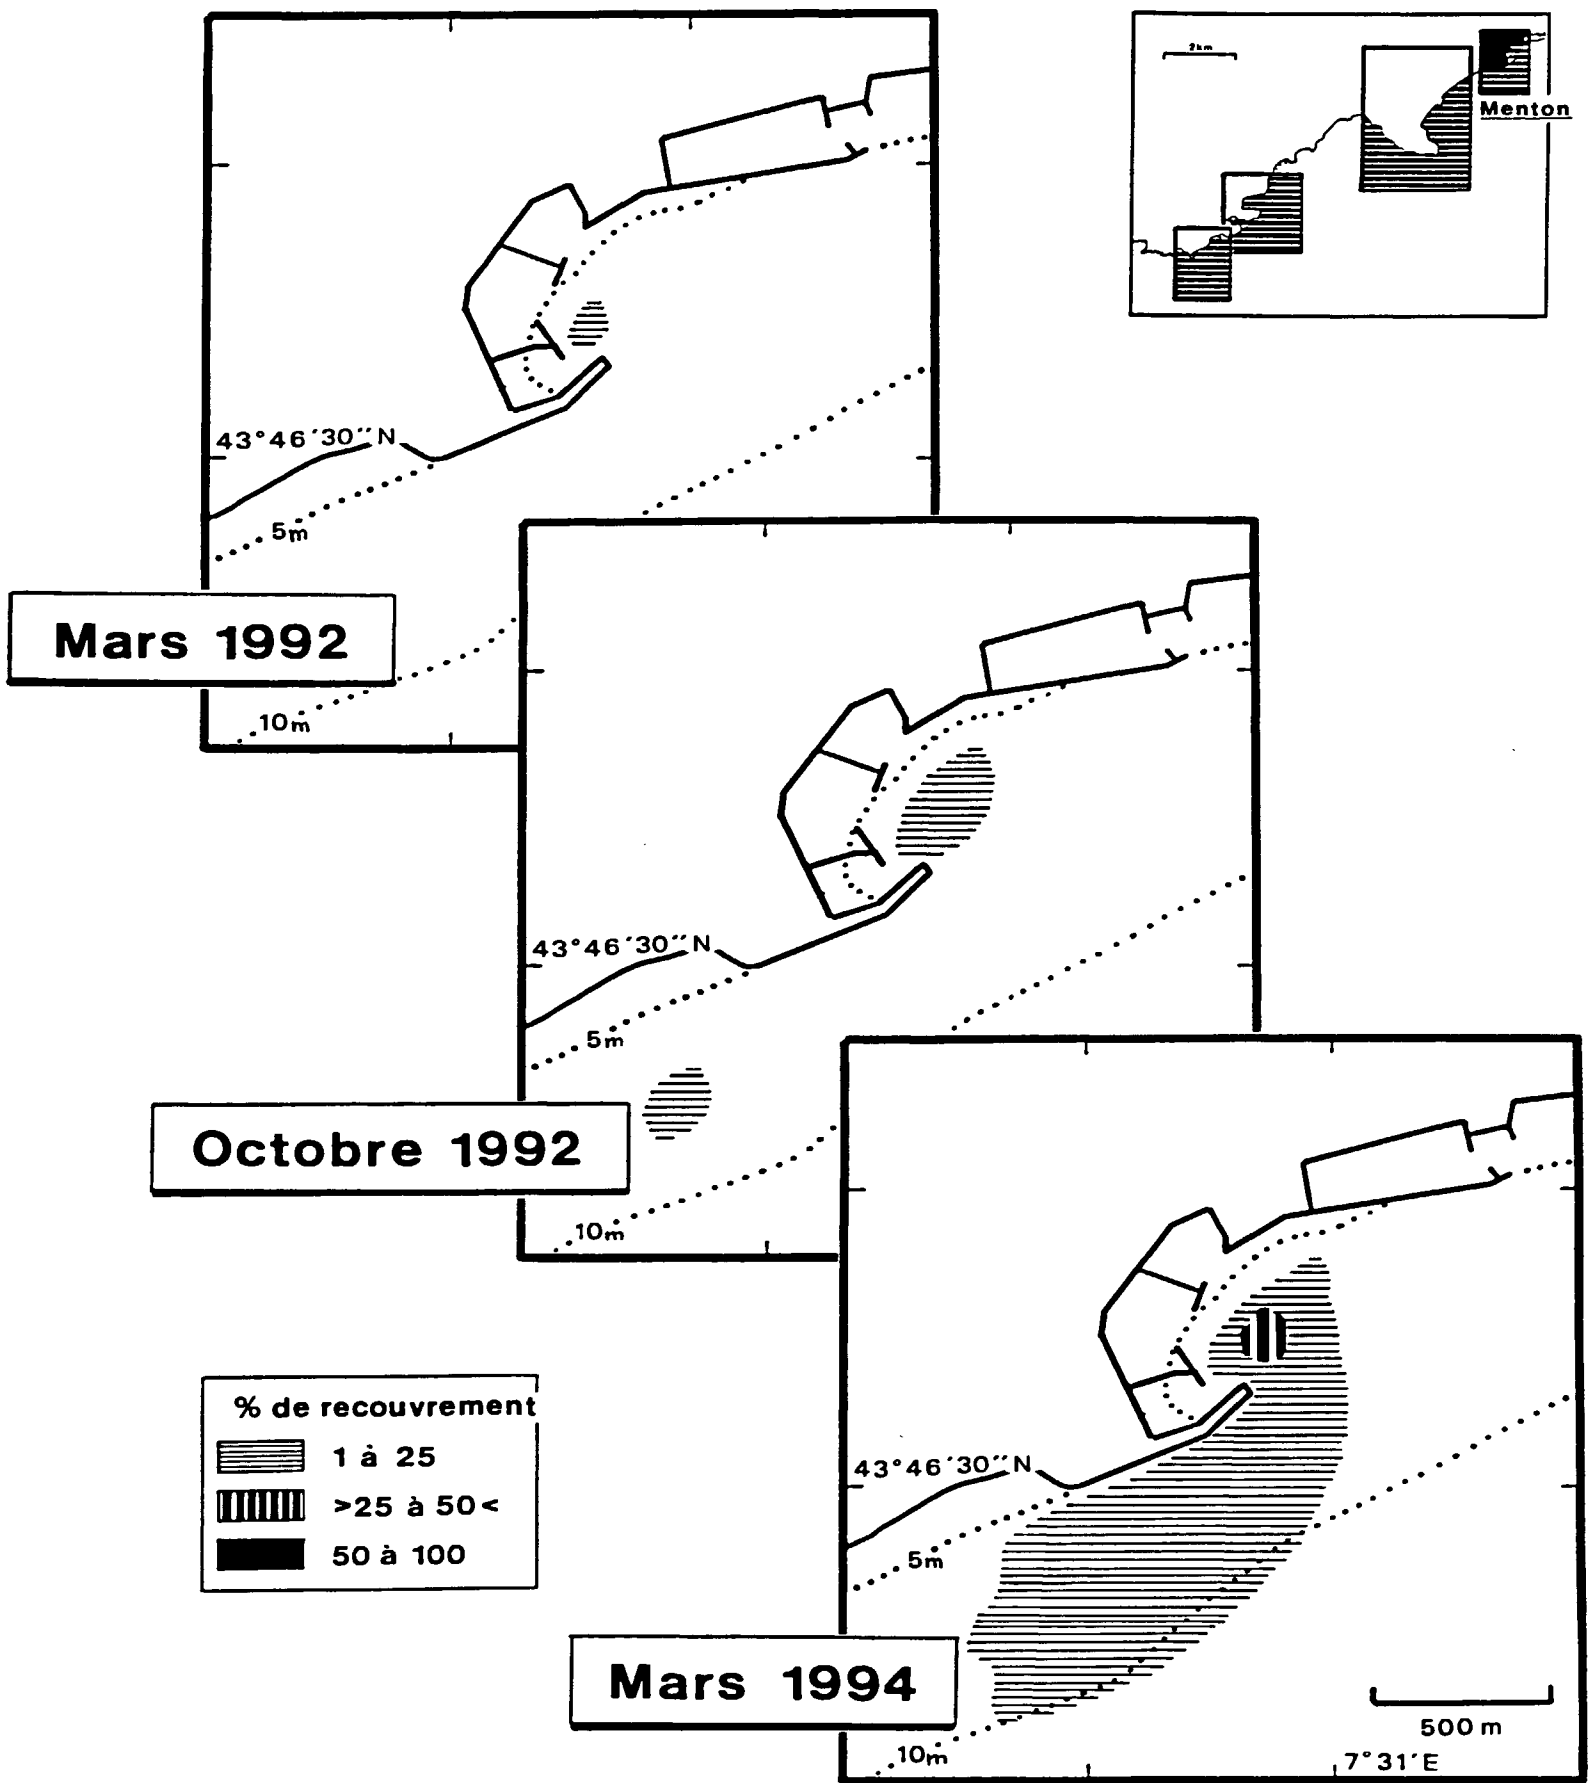 2km
Menton
43°46′30″N
5m
Mars 1992
10m
43°46′30″N
5m
Octobre 1992
10m
% de recouvrement
1 à 25
>25 à 50<
50 à 100
43°46′30″N
5m
Mars 1994
10m
500 m
7°31′E